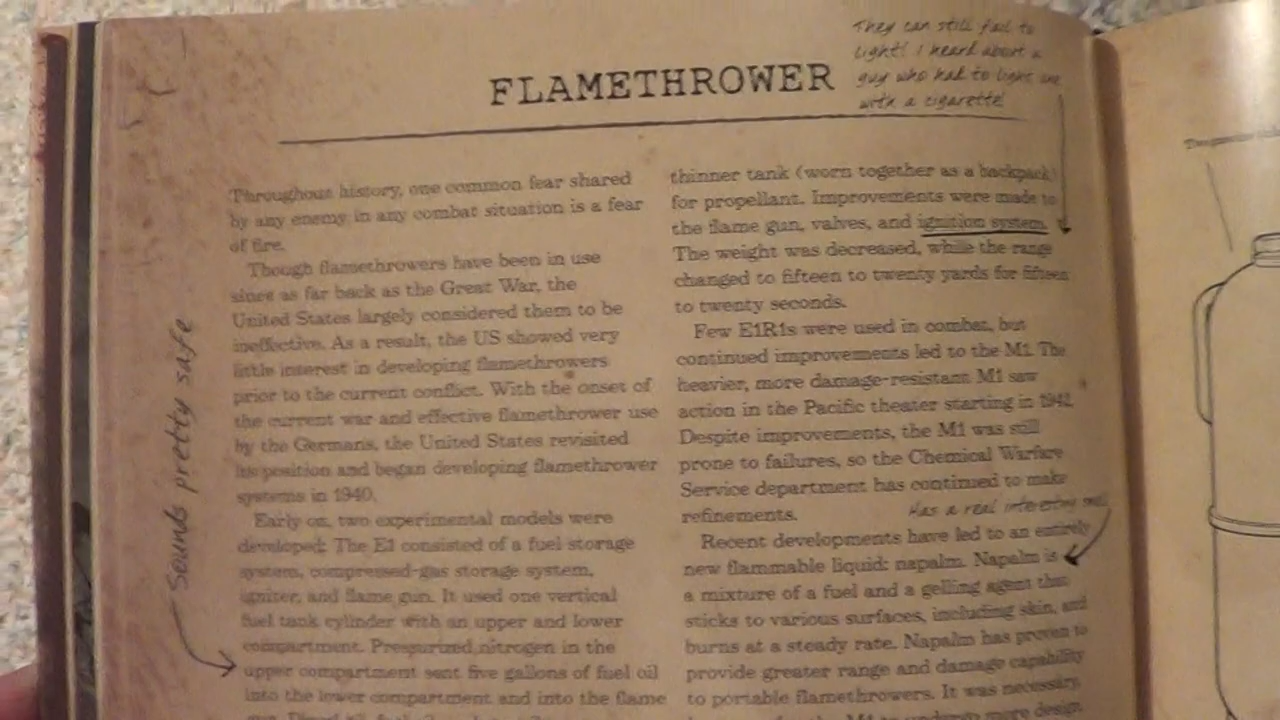 They can still fail to
light! I heard about a
guy who had to light one
with a cigarette!
FLAMETHROWER
Throughout history, one common fear shared
by any enemy in any combat situation is a fear
of fire.
Though flamethrowers have been in use
since as far back as the Great War, the
United States largely considered them to be
ineffective. As a result, the US showed very
little interest in developing flamethrowers
prior to the current conflict. With the onset of
the current war and effective flamethrower use
by the Germans, the United States revisited
its position and began developing flamethrower
systems in 1940.
Early on, two experimental models were
developed: The E1 consisted of a fuel storage
system, compressed-gas storage system,
igniter, and flame gun. It used one vertical
fuel tank cylinder with an upper and lower
compartment. Pressurized nitrogen in the
upper compartment sent five gallons of fuel oil
into the lower compartment and into the flame
Sounds pretty safe
thinner tank (worn together as a backpack)
for propellant. Improvements were made to
the flame gun, valves, and ignition system.
The weight was decreased, while the range
changed to fifteen to twenty yards for fifteen
to twenty seconds.
Few E1R1s were used in combat, but
continued improvements led to the M1. The
heavier, more damage-resistant M1 saw
action in the Pacific theater starting in 1942.
Despite improvements, the M1 was still
prone to failures, so the Chemical Warfare
Service department has continued to make
refinements.
Has a real interesting smell
Recent developments have led to an entirely
new flammable liquid: napalm. Napalm is
a mixture of a fuel and a gelling agent that
sticks to various surfaces, including skin, and
burns at a steady rate. Napalm has proven to
provide greater range and damage capability
to portable flamethrowers. It was necessary,
the M1 to undergo more design